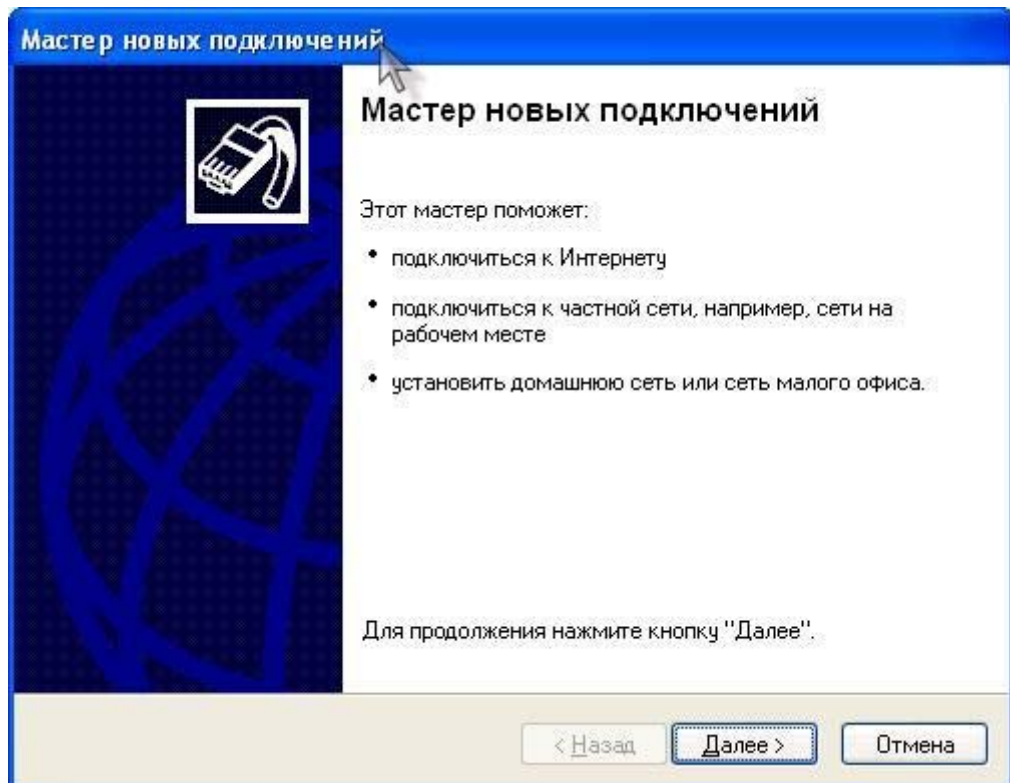 Мастер новых подключений
Мастер новых подключений
Этот мастер поможет:
• подключиться к Интернету
• подключиться к частной сети, например, сети на
рабочем месте
• установить домашнюю сеть или сеть малого офиса.
Для продолжения нажмите кнопку "Далее".
< Назад Далее > Отмена